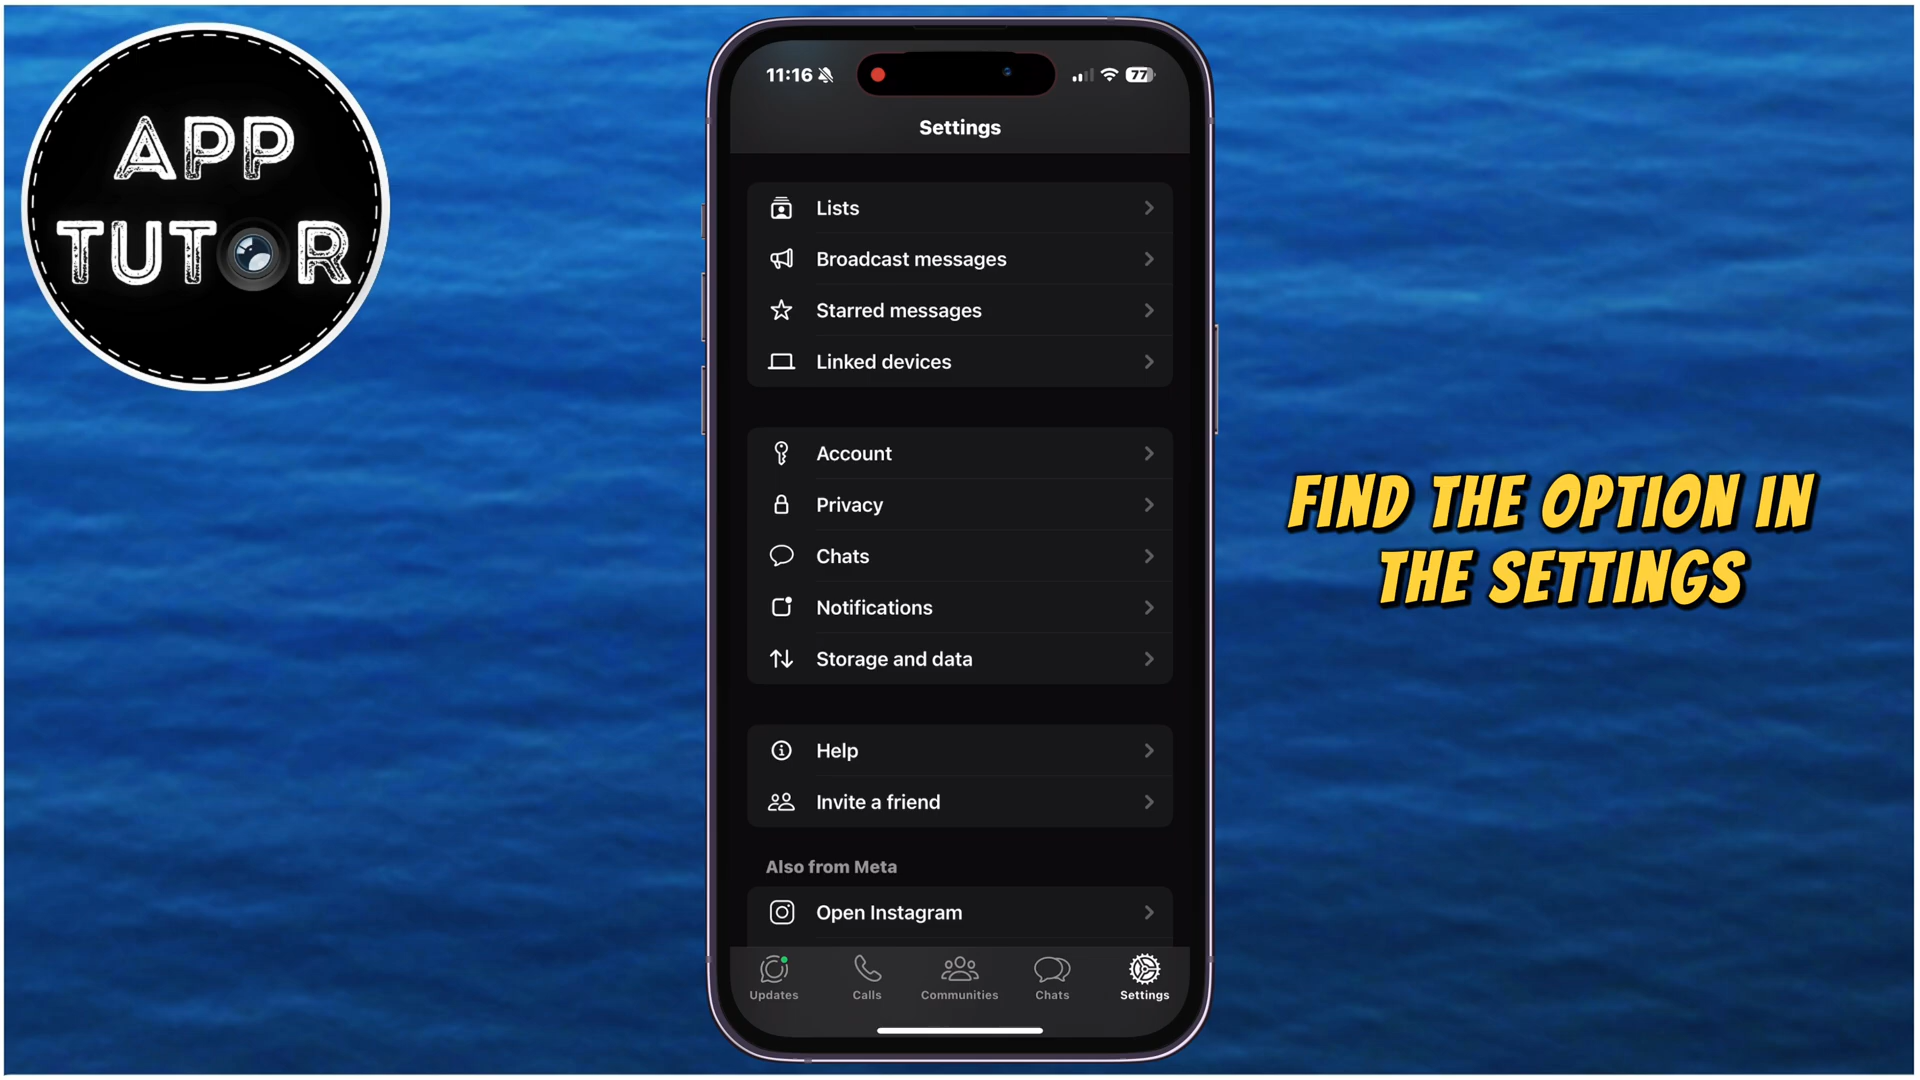 APP
TUTOR
11:16
77
Settings
Lists
Broadcast messages
Starred messages
Linked devices
Account
Privacy
Chats
Notifications
Storage and data
Help
Invite a friend
Also from Meta
Open Instagram
Updates
Calls
Communities
Chats
Settings
FIND THE OPTION IN
THE SETTINGS